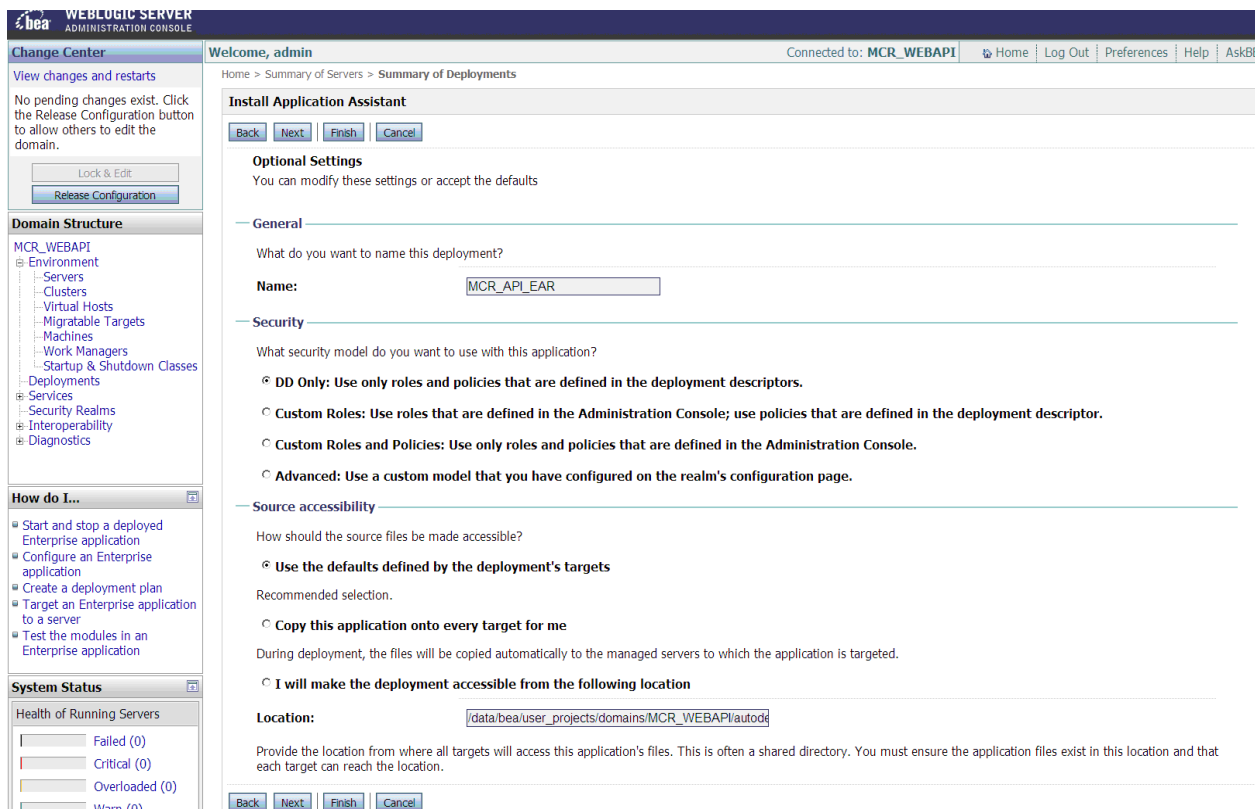 bea WEBLOGIC SERVER
ADMINISTRATION CONSOLE
Change Center
View changes and restarts
No pending changes exist. Click
the Release Configuration button
to allow others to edit the
domain.
Lock & Edit
Release Configuration
Domain Structure
MCR_WEBAPI
Environment
Servers
Clusters
Virtual Hosts
Migratable Targets
Machines
Work Managers
Startup & Shutdown Classes
Deployments
Services
Security Realms
Interoperability
Diagnostics
How do I...
Start and stop a deployed
Enterprise application
Configure an Enterprise
application
Create a deployment plan
Target an Enterprise application
to a server
Test the modules in an
Enterprise application
System Status
Health of Running Servers
Failed (0)
Critical (0)
Overloaded (0)
Warn (0)
Welcome, admin
Connected to: MCR_WEBAPI
Home Log Out Preferences Help AskBE
Home > Summary of Servers > Summary of Deployments
Install Application Assistant
Back Next Finish Cancel
Optional Settings
You can modify these settings or accept the defaults
General
What do you want to name this deployment?
Name: MCR_API_EAR
Security
What security model do you want to use with this application?
DD Only: Use only roles and policies that are defined in the deployment descriptors.
Custom Roles: Use roles that are defined in the Administration Console; use policies that are defined in the deployment descriptor.
Custom Roles and Policies: Use only roles and policies that are defined in the Administration Console.
Advanced: Use a custom model that you have configured on the realm's configuration page.
Source accessibility
How should the source files be made accessible?
Use the defaults defined by the deployment's targets
Recommended selection.
Copy this application onto every target for me
During deployment, the files will be copied automatically to the managed servers to which the application is targeted.
I will make the deployment accessible from the following location
Location: /data/bea/user_projects/domains/MCR_WEBAPI/autode
Provide the location from where all targets will access this application's files. This is often a shared directory. You must ensure the application files exist in this location and that
each target can reach the location.
Back Next Finish Cancel